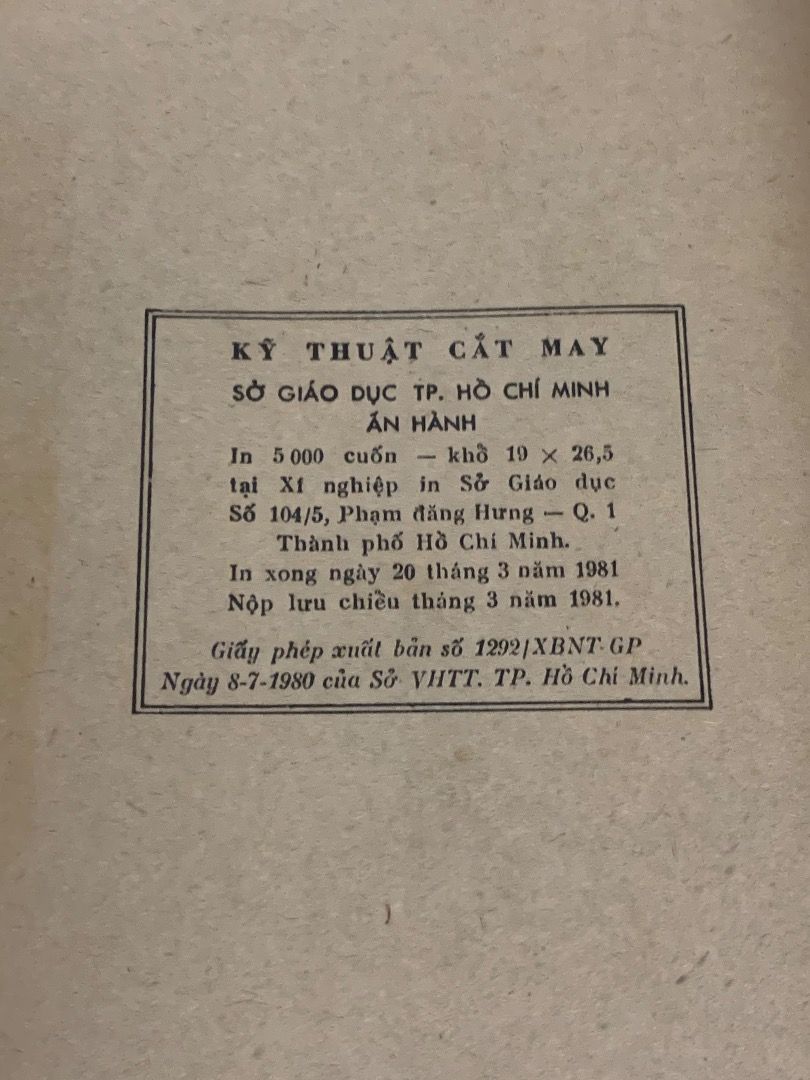 KỸ THUẬT CẮT MAY
SỞ GIÁO DỤC TP. HỒ CHÍ MINH
ẤN HÀNH
In 5 000 cuốn — khổ 19 × 26,5
tại Xí nghiệp in Sở Giáo dục
Số 104/5, Phạm đăng Hưng — Q. 1
Thành phố Hồ Chí Minh.
In xong ngày 20 tháng 3 năm 1981
Nộp lưu chiều tháng 3 năm 1981.
Giấy phép xuất bản số 1292/XBNT-GP
Ngày 8-7-1980 của Sở VHTT. TP. Hồ Chí Minh.